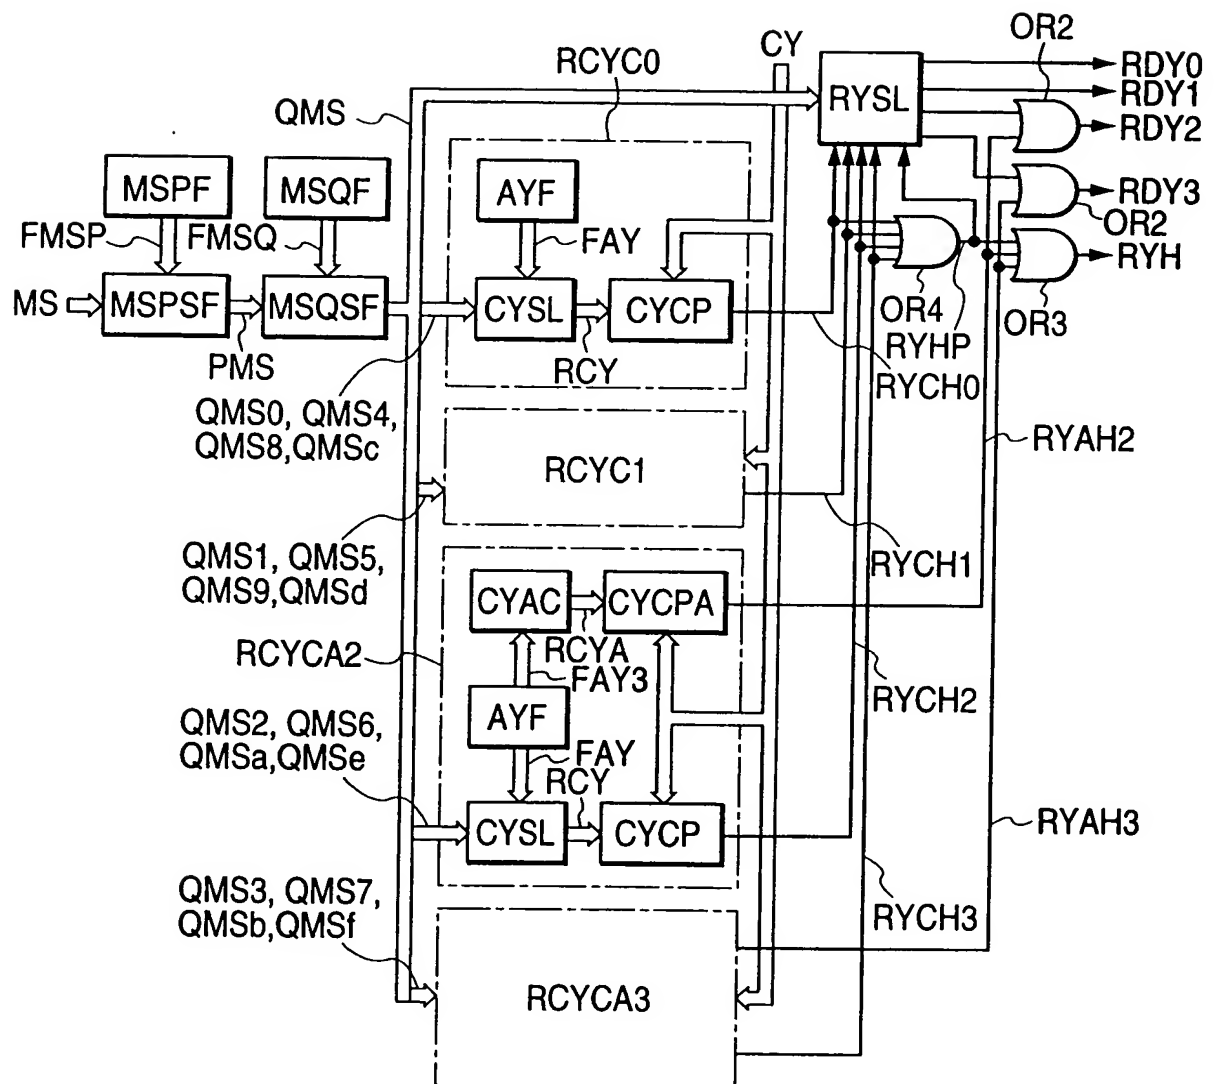 OR2
CY
RCYC0
RDY0
RYSL
RDY1
QMS
RDY2
MSPF
MSQF
AYF
RDY3
OR2
FMSP
FMSQ
FAY
RYH
MS
MSPSF
MSQSF
CYSL
CYCP
OR4
OR3
RYHP
PMS
RCY
RYCH0
QMS0, QMS4,
QMS8,QMSc
RYAH2
RCYC1
QMS1, QMS5,
QMS9,QMSd
RYCH1
CYAC
CYCPA
RCYA
RCYCA2
FAY3
RYCH2
AYF
QMS2, QMS6,
QMSa,QMSe
FAY
RCY
CYSL
CYCP
RYAH3
QMS3, QMS7,
QMSb,QMSf
RYCH3
RCYCA3